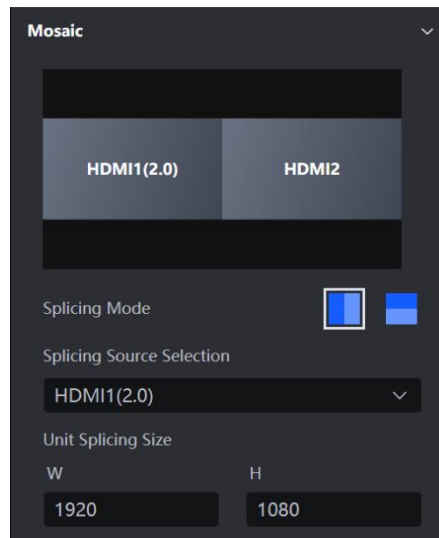 Mosaic
HDMI1(2.0) HDMI2
Splicing Mode
Splicing Source Selection
HDMI1(2.0)
Unit Splicing Size
W H
1920 1080